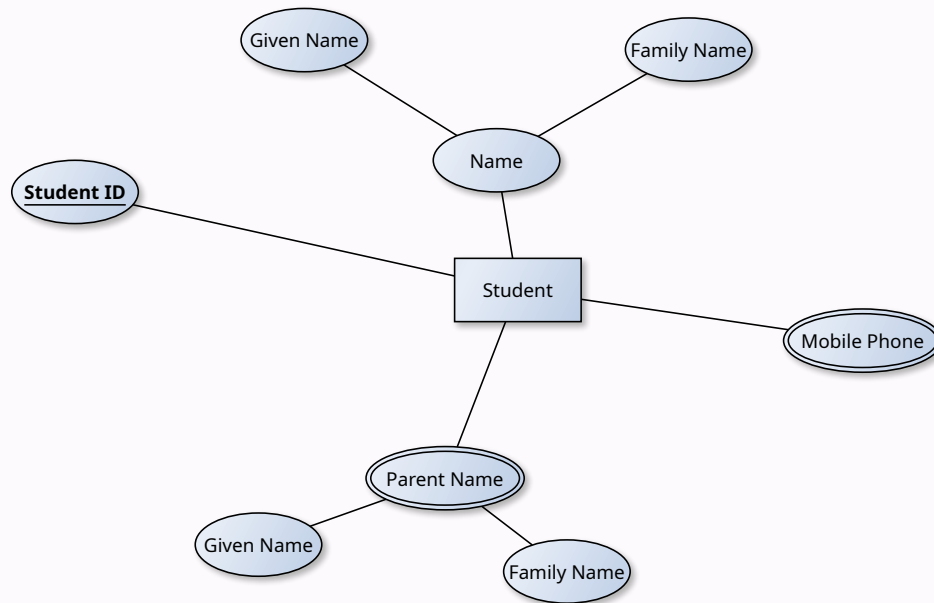 Given Name
Family Name
Name
Student ID
Student
Mobile Phone
Parent Name
Given Name
Family Name